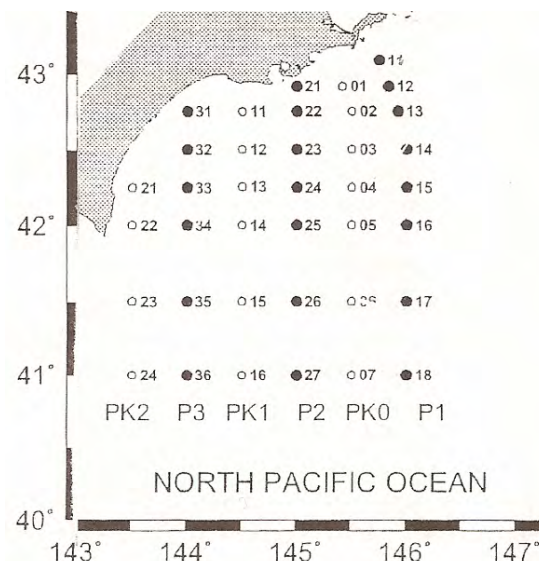 43°
11
21 01 12
31 11 22 02 13
32 12 23 03 14
21 33 13 24 04 15
42°
22 34 14 25 05 16
23 35 15 26 17
41°
24 36 16 27 07 18
PK2 P3 PK1 P2 PK0 P1
NORTH PACIFIC OCEAN
40°
143° 144° 145° 146° 147°